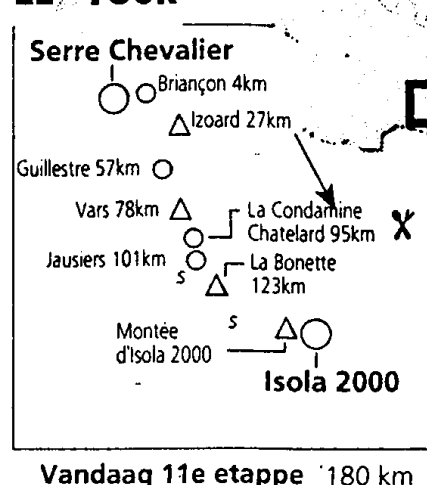 Serre Chevalier
Briançon 4km
Izoard 27km
Guillestre 57km
Vars 78km
La Condamine
Chatelard 95km
Jausiers 101km
S
La Bonette
123km
S
Montée
d'Isola 2000
Isola 2000
Vandaag 11e etappe 180 km